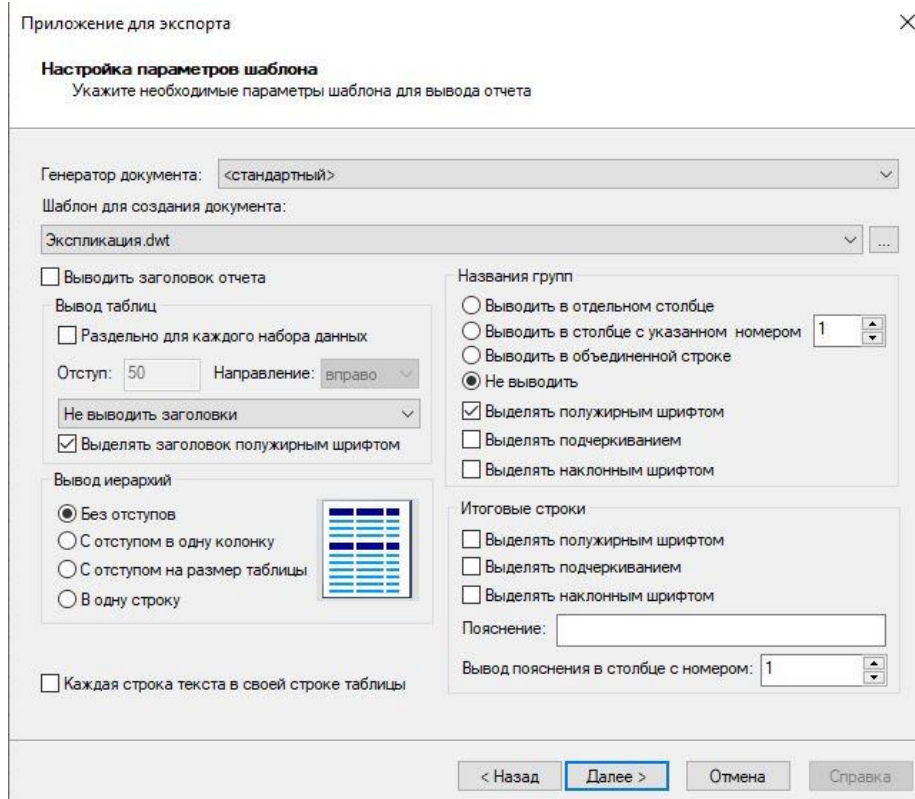 Приложение для экспорта
Настройка параметров шаблона
Укажите необходимые параметры шаблона для вывода отчета
Генератор документа: <стандартный>
Шаблон для создания документа:
Экспликация.dwt ...
Выводить заголовок отчета
Вывод таблиц
Раздельно для каждого набора данных
Отступ: 50 Направление: вправо
Не выводить заголовки
Выделять заголовок полужирным шрифтом
Вывод иерархий
Без отступов
С отступом в одну колонку
С отступом на размер таблицы
В одну строку
Каждая строка текста в своей строке таблицы
Названия групп
Выводить в отдельном столбце
Выводить в столбце с указанном номером 1
Выводить в объединенной строке
Не выводить
Выделять полужирным шрифтом
Выделять подчеркиванием
Выделять наклонным шрифтом
Итоговые строки
Выделять полужирным шрифтом
Выделять подчеркиванием
Выделять наклонным шрифтом
Пояснение:
Вывод пояснения в столбце с номером: 1
< Назад Далее > Отмена Справка